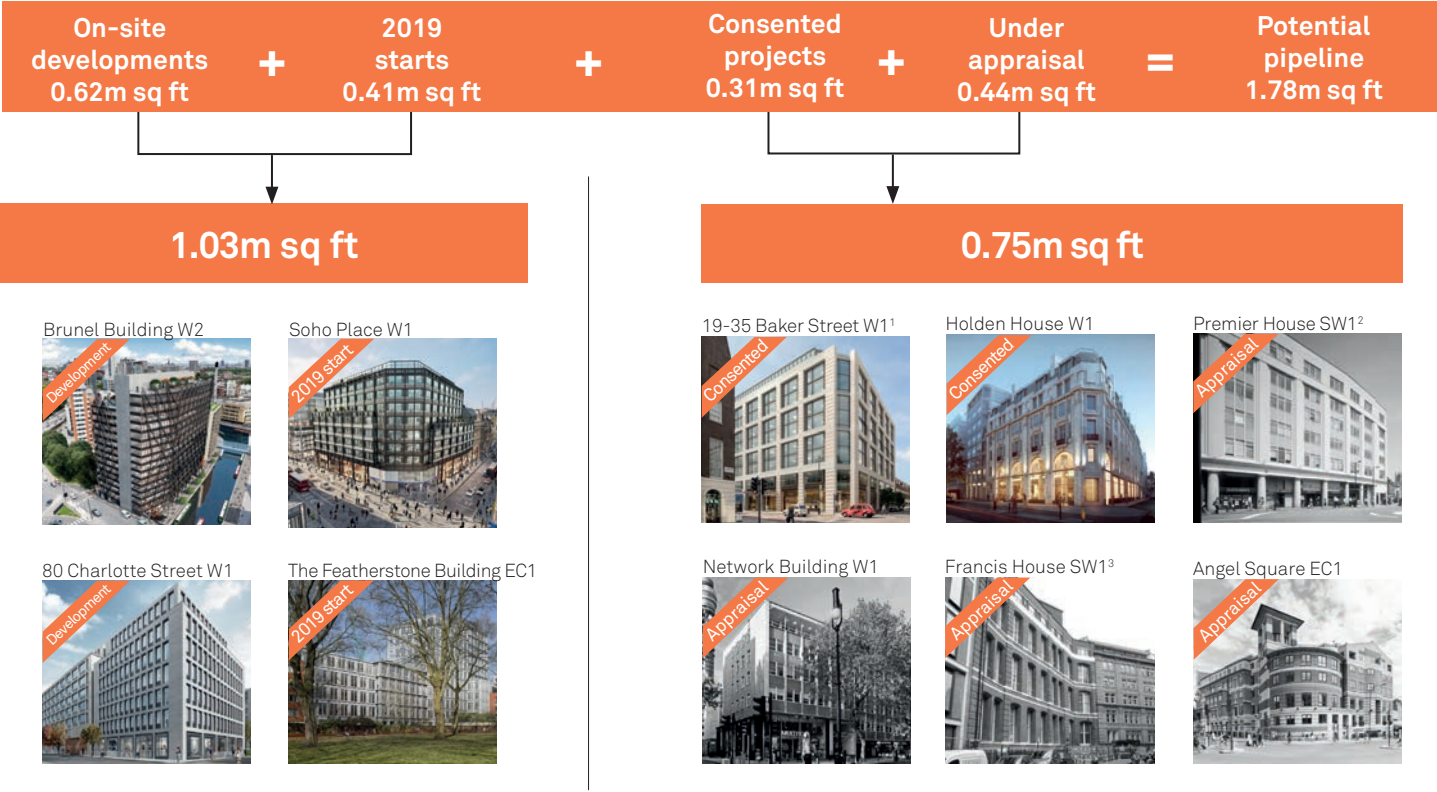 On-site
developments
0.62m sq ft
+
2019
starts
0.41m sq ft
+
Consented
projects
0.31m sq ft
+
Under
appraisal
0.44m sq ft
=
Potential
pipeline
1.78m sq ft
1.03m sq ft
0.75m sq ft
Brunel Building W2
Development
Soho Place W1
2019 start
80 Charlotte Street W1
Development
The Featherstone Building EC1
2019 start
19-35 Baker Street W1¹
Consented
Holden House W1
Consented
Premier House SW1²
Appraisal
Network Building W1
Appraisal
Francis House SW1³
Appraisal
Angel Square EC1
Appraisal